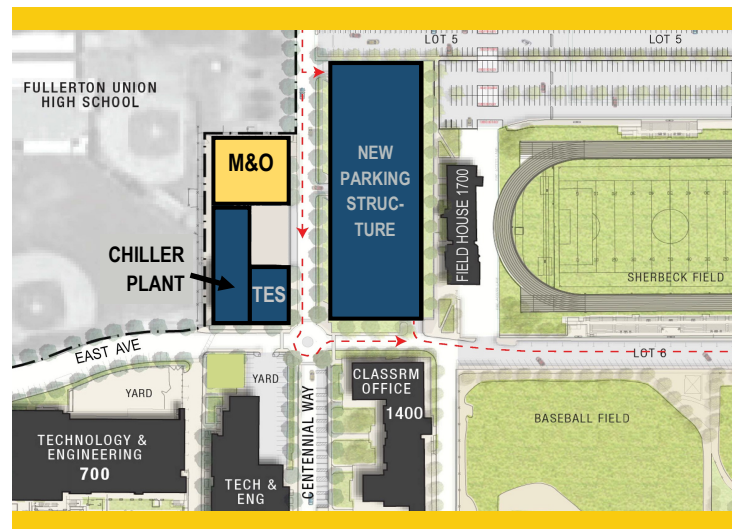 LOT 5
LOT 5
FULLERTON UNION
HIGH SCHOOL
M&O
NEW
PARKING
STRUC-
TURE
FIELD HOUSE 1700
CHILLER
PLANT
TES
SHERBECK FIELD
EAST AVE
LOT 6
YARD
YARD
CENTENNIAL WAY
CLASSRM
OFFICE
1400
BASEBALL FIELD
TECHNOLOGY &
ENGINEERING
700
TECH &
ENG